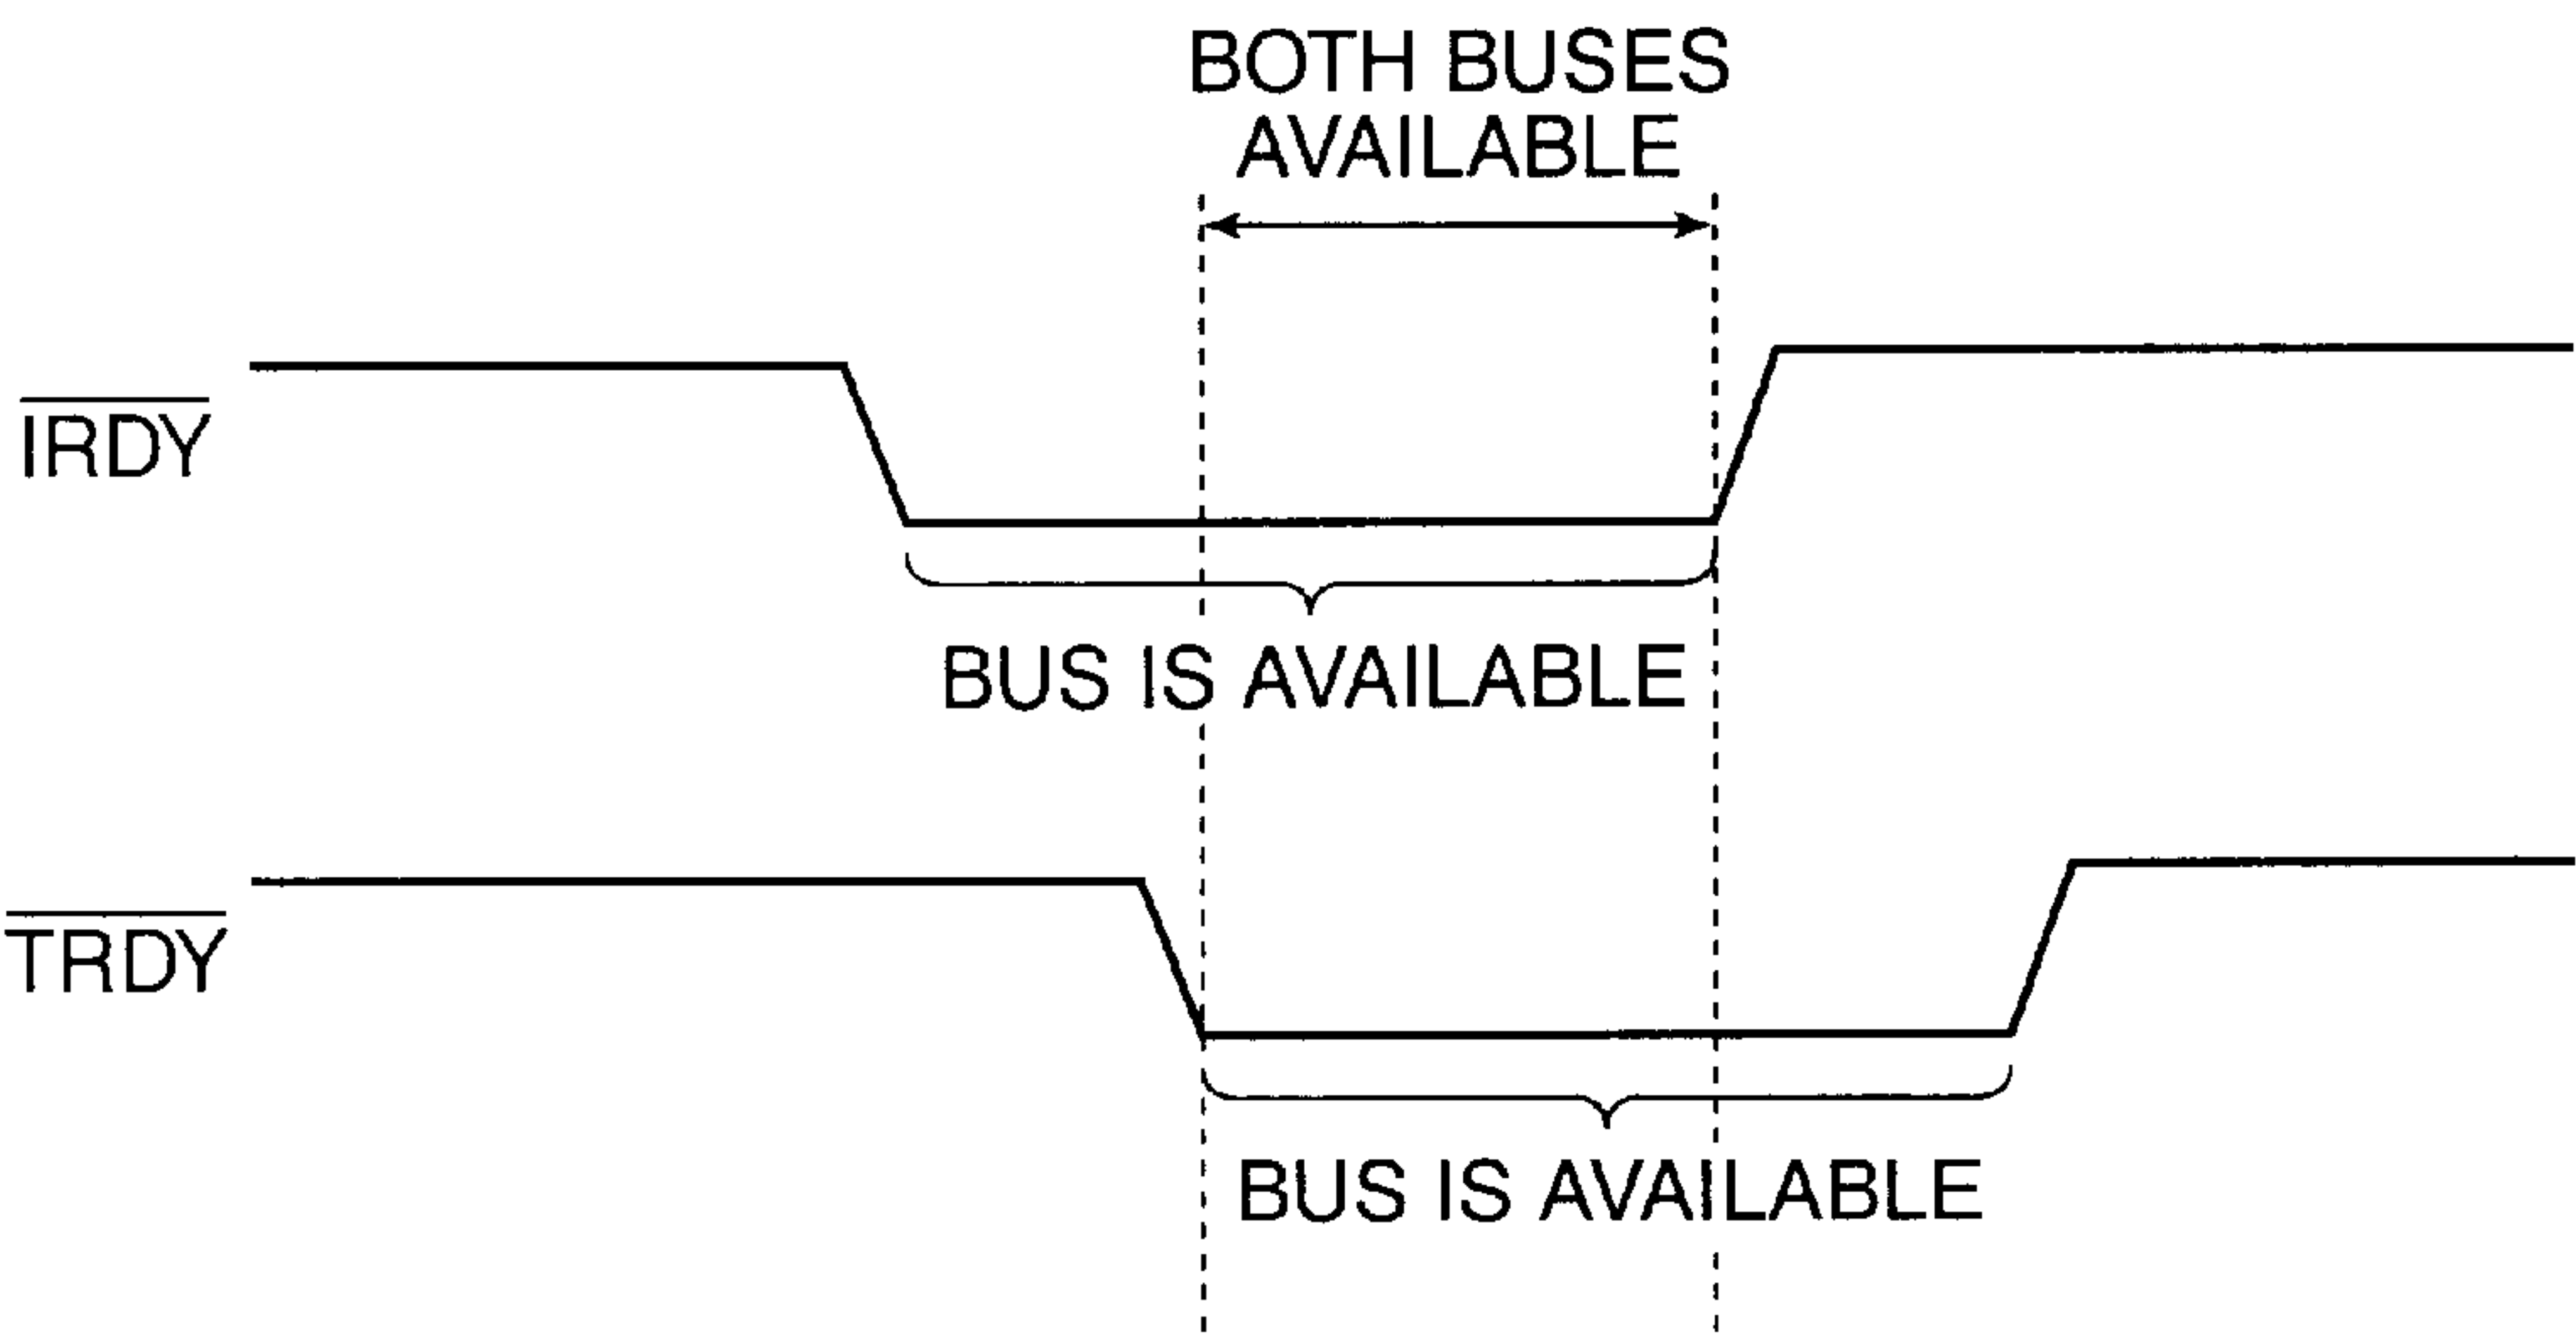 BOTH BUSES
AVAILABLE
IRDY
BUS IS AVAILABLE
TRDY
BUS IS AVAILABLE